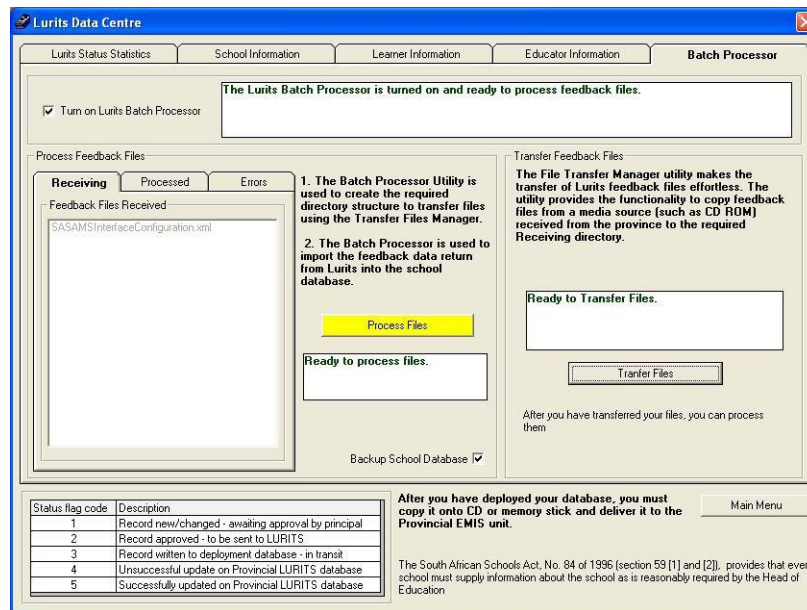 Lurits Data Centre
Lurits Status Statistics
School Information
Learner Information
Educator Information
Batch Processor
Turn on Lurits Batch Processor
The Lurits Batch Processor is turned on and ready to process feedback files.
Process Feedback Files
Receiving
Processed
Errors
Feedback Files Received
SASAMSInterfaceConfiguration.xml
1. The Batch Processor Utility is
used to create the required
directory structure to transfer files
using the Transfer Files Manager.
2. The Batch Processor is used to
import the feedback data return
from Lurits into the school
database.
Process Files
Ready to process files.
Backup School Database
Transfer Feedback Files
The File Transfer Manager utility makes the
transfer of Lurits feedback files effortless. The
utility provides the functionality to copy feedback
files from a media source (such as CD ROM)
received from the province to the required
Receiving directory.
Ready to Transfer Files.
Tranfer Files
After you have transferred your files, you can process
them
Status flag code Description
1 Record new/changed - awaiting approval by principal
2 Record approved - to be sent to LURITS
3 Record written to deployment database - in transit
4 Unsuccessful update on Provincial LURITS database
5 Successfully updated on Provincial LURITS database
After you have deployed your database, you must
copy it onto CD or memory stick and deliver it to the
Provincial EMIS unit.
Main Menu
The South African Schools Act, No. 84 of 1996 (section 59 [1] and [2]), provides that ever
school must supply information about the school as is reasonably required by the Head of
Education